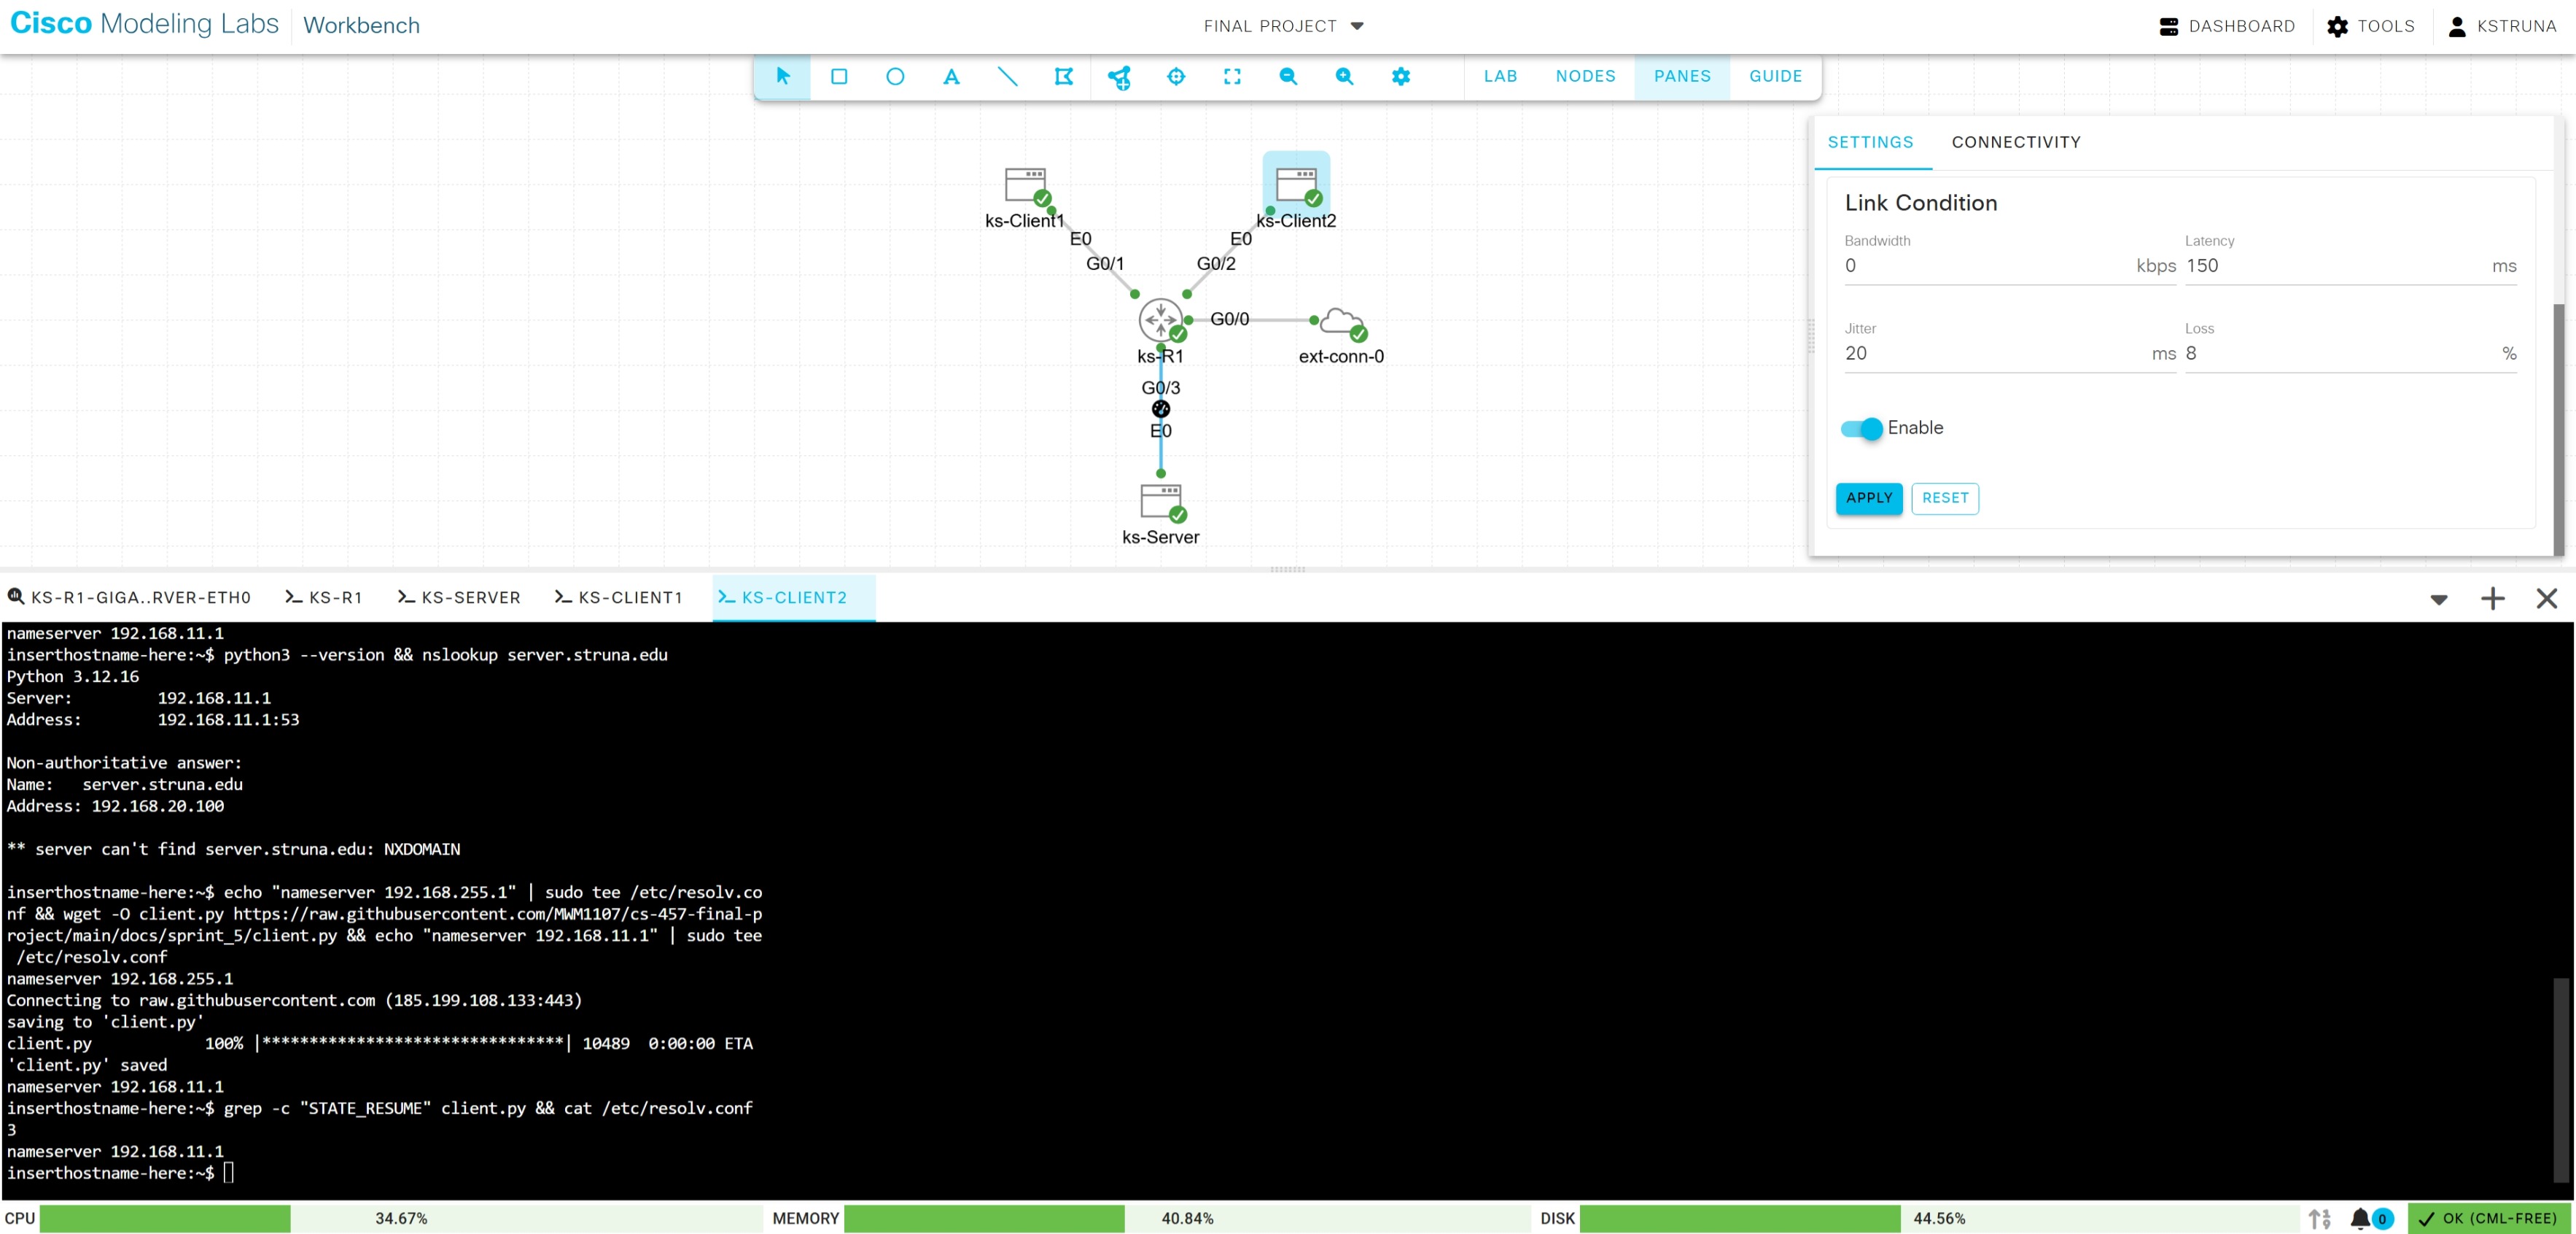 Cisco Modeling Labs Workbench
FINAL PROJECT
DASHBOARD TOOLS KSTRUNA
LAB NODES PANES GUIDE
ks-Client1
ks-Client2
E0
E0
G0/1
G0/2
G0/0
ks-R1
ext-conn-0
G0/3
E0
ks-Server
SETTINGS CONNECTIVITY
Link Condition
Bandwidth Latency
0 kbps 150 ms
Jitter Loss
20 ms 8 %
Enable
APPLY RESET
KS-R1-GIGA..RVER-ETH0 KS-R1 KS-SERVER KS-CLIENT1 KS-CLIENT2
nameserver 192.168.11.1
inserthostname-here:~$ python3 --version && nslookup server.struna.edu
Python 3.12.16
Server: 192.168.11.1
Address: 192.168.11.1:53
Non-authoritative answer:
Name: server.struna.edu
Address: 192.168.20.100
** server can't find server.struna.edu: NXDOMAIN
inserthostname-here:~$ echo "nameserver 192.168.255.1" | sudo tee /etc/resolv.co
nf && wget -O client.py https://raw.githubusercontent.com/MWM1107/cs-457-final-p
roject/main/docs/sprint_5/client.py && echo "nameserver 192.168.11.1" | sudo tee
/etc/resolv.conf
nameserver 192.168.255.1
Connecting to raw.githubusercontent.com (185.199.108.133:443)
saving to 'client.py'
client.py 100% |********************************| 10489 0:00:00 ETA
'client.py' saved
nameserver 192.168.11.1
inserthostname-here:~$ grep -c "STATE_RESUME" client.py && cat /etc/resolv.conf
3
nameserver 192.168.11.1
inserthostname-here:~$
CPU 34.67% MEMORY 40.84% DISK 44.56% 0 OK (CML-FREE)